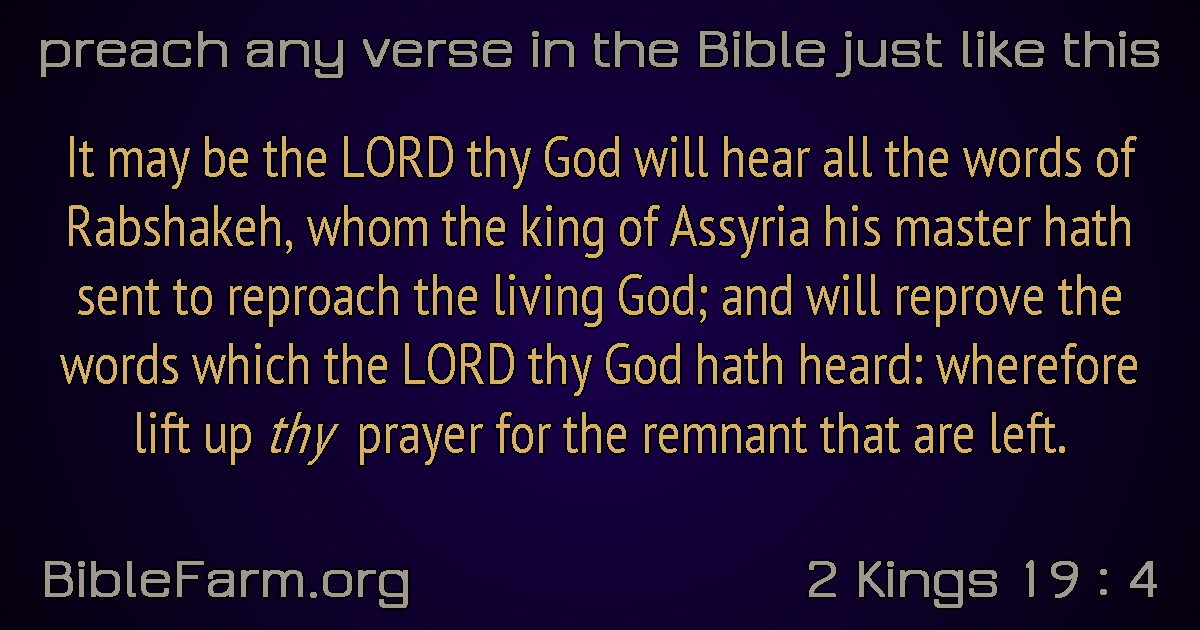 preach any verse in the Bible just like this
It may be the LORD thy God will hear all the words of
Rabshakeh, whom the king of Assyria his master hath
sent to reproach the living God; and will reprove the
words which the LORD thy God hath heard: wherefore
lift up thy prayer for the remnant that are left.
BibleFarm.org
2 Kings 19 : 4